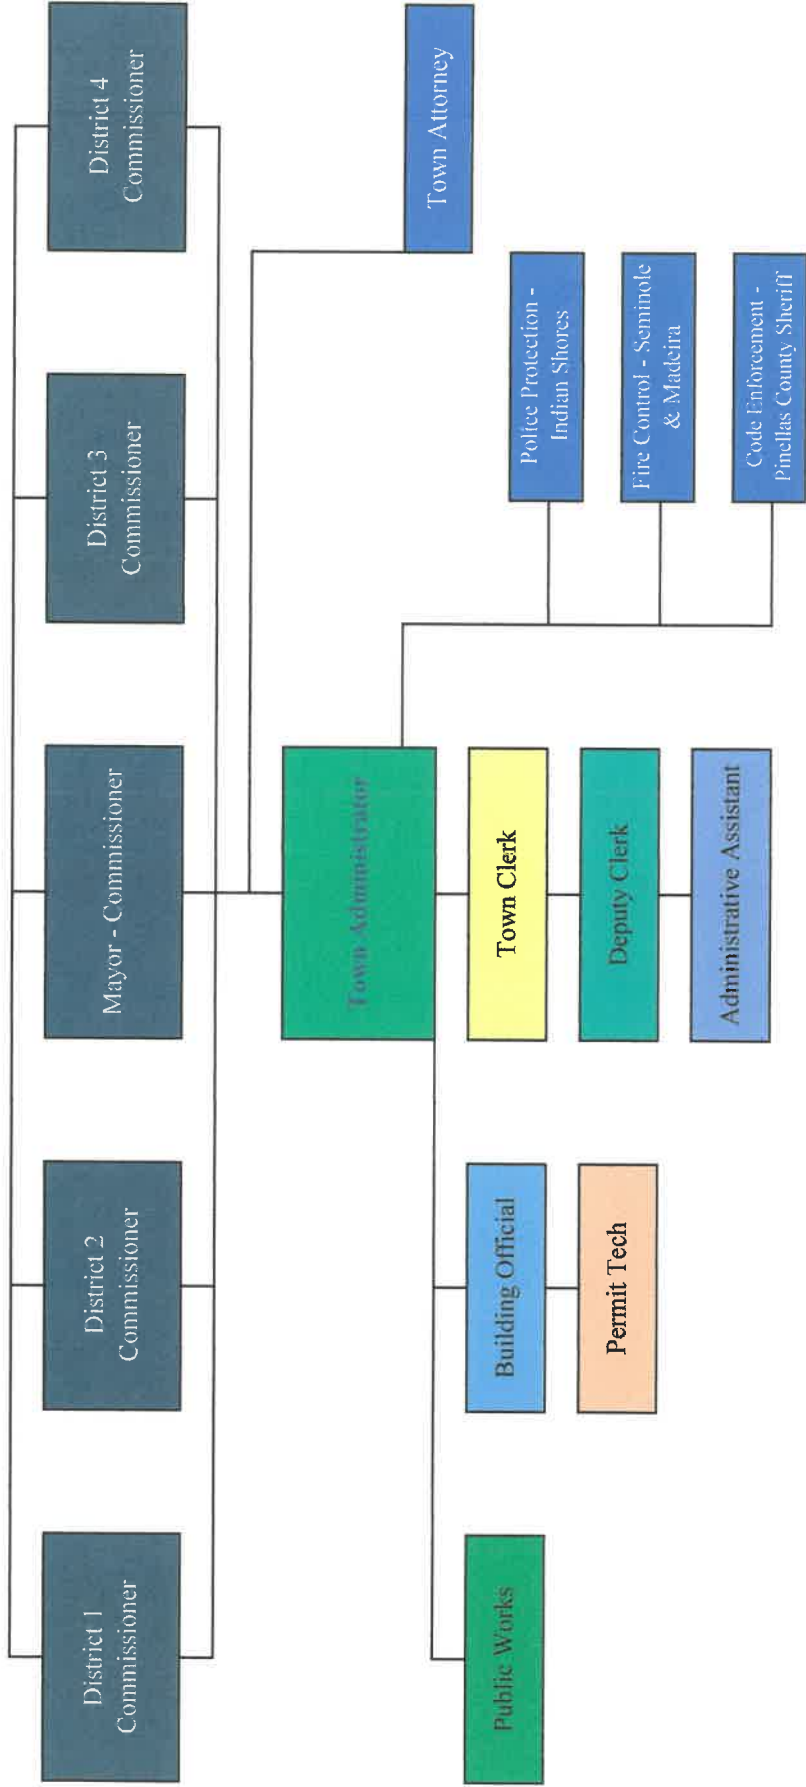 District 1
Commissioner
District 2
Commissioner
Mayor - Commissioner
District 3
Commissioner
District 4
Commissioner
Town Administrator
Town Attorney
Public Works
Building Official
Permit Tech
Town Clerk
Deputy Clerk
Administrative Assistant
Police Protection -
Indian Shores
Fire Control - Seminole
& Madeira
Code Enforcement -
Pinellas County Sheriff